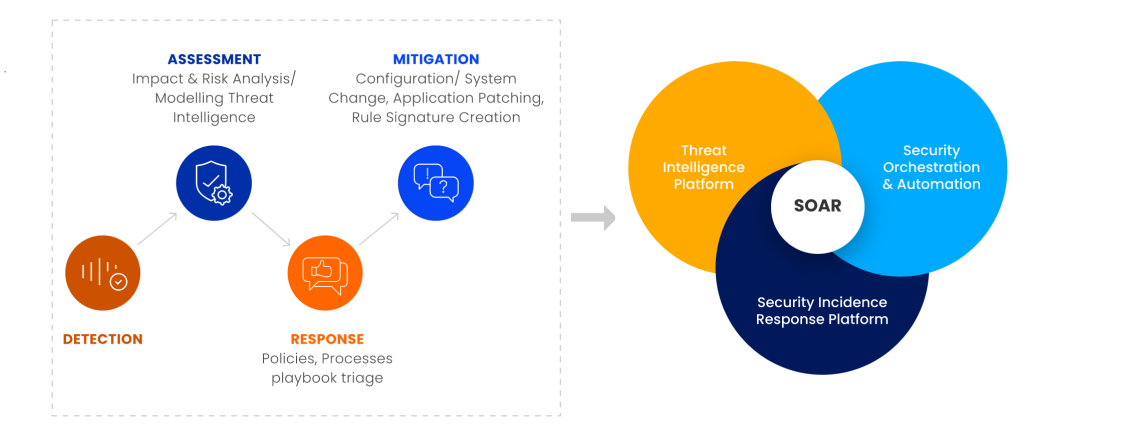 ASSESSMENT
Impact & Risk Analysis/
Modelling Threat
Intelligence
MITIGATION
Configuration/ System
Change, Application Patching,
Rule Signature Creation
!
?
DETECTION
RESPONSE
Policies, Processes
playbook triage
Threat
Intelligence
Platform
Security
Orchestration
& Automation
SOAR
Security Incidence
Response Platform